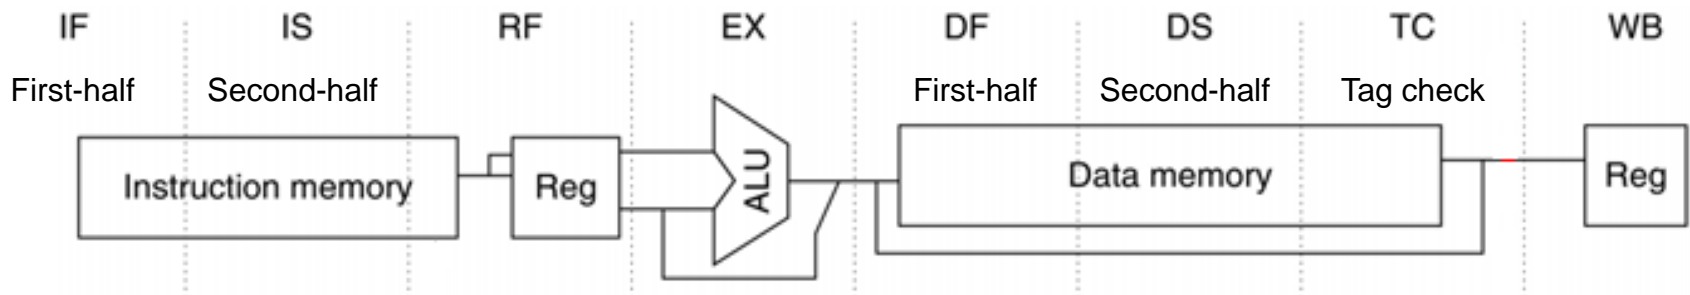 IF IS RF EX DF DS TC WB
First-half Second-half First-half Second-half Tag check
Instruction memory Reg ALU Data memory Reg